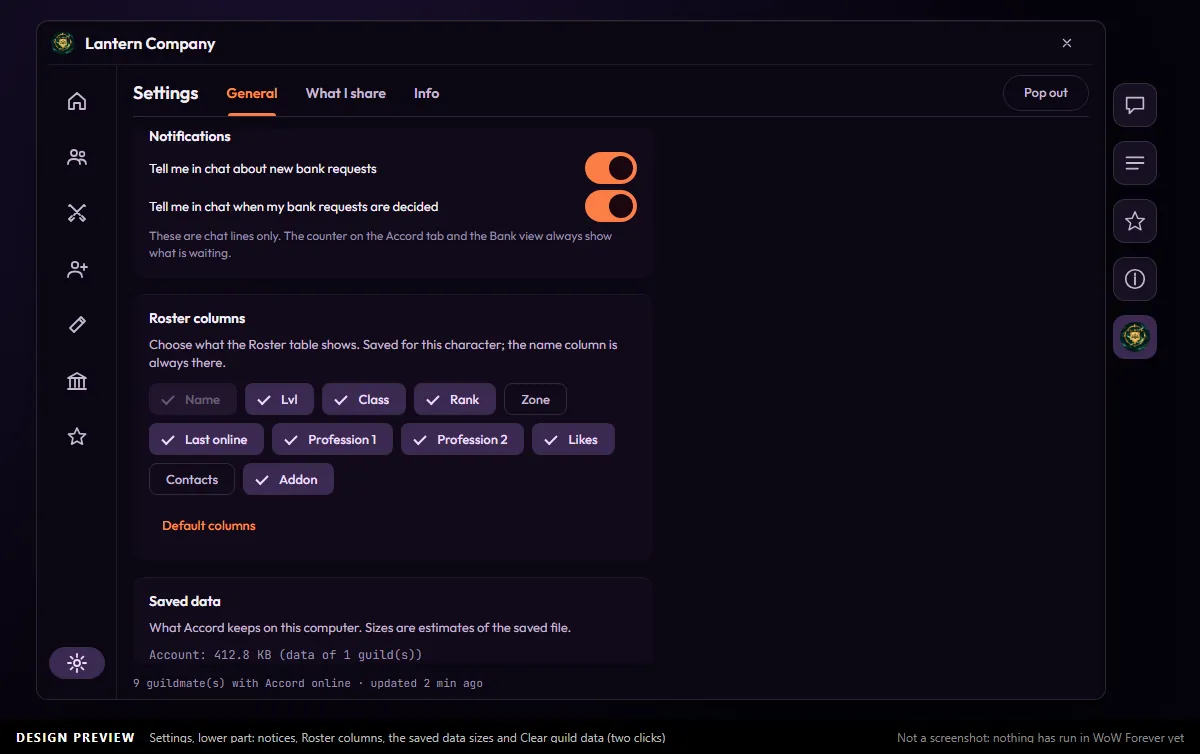 Lantern Company
Settings General What I share Info Pop out
Notifications
Tell me in chat about new bank requests
Tell me in chat when my bank requests are decided
These are chat lines only. The counter on the Accord tab and the Bank view always show
what is waiting.
Roster columns
Choose what the Roster table shows. Saved for this character; the name column is
always there.
Name Lvl Class Rank Zone
Last online Profession 1 Profession 2 Likes
Contacts Addon
Default columns
Saved data
What Accord keeps on this computer. Sizes are estimates of the saved file.
Account: 412.8 KB (data of 1 guild(s))
9 guildmate(s) with Accord online · updated 2 min ago
DESIGN PREVIEW Settings, lower part: notices, Roster columns, the saved data sizes and Clear guild data (two clicks) Not a screenshot: nothing has run in WoW Forever yet